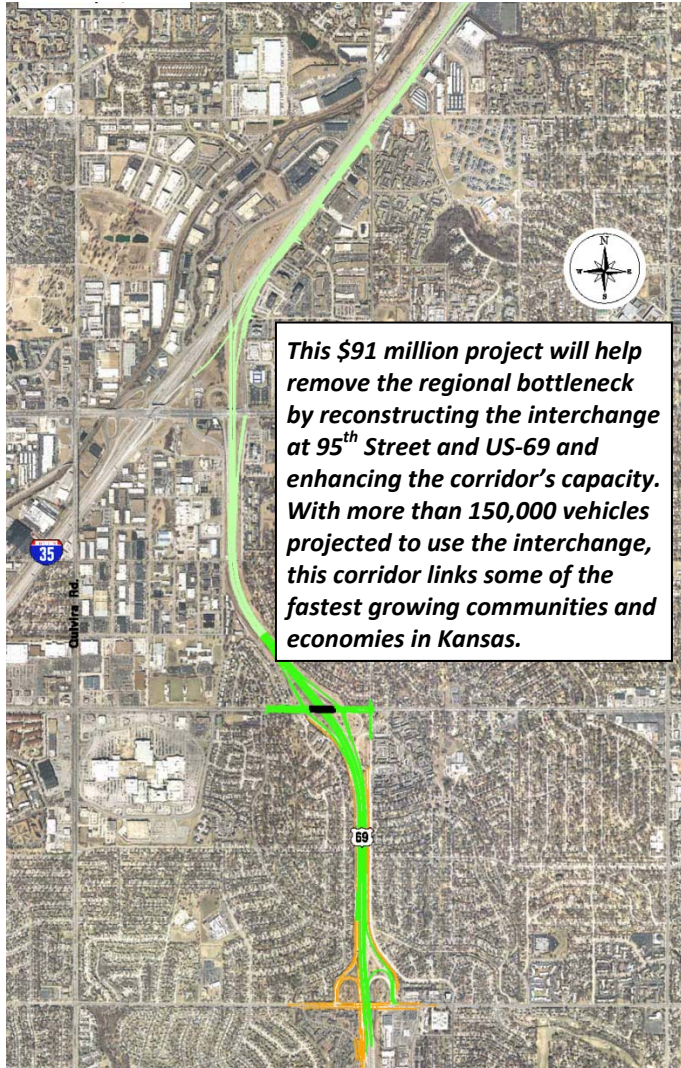 N
W
E
S
This $91 million project will help
remove the regional bottleneck
by reconstructing the interchange
at 95th Street and US-69 and
enhancing the corridor's capacity.
With more than 150,000 vehicles
projected to use the interchange,
this corridor links some of the
fastest growing communities and
economies in Kansas.
35
Quivira Rd.
69